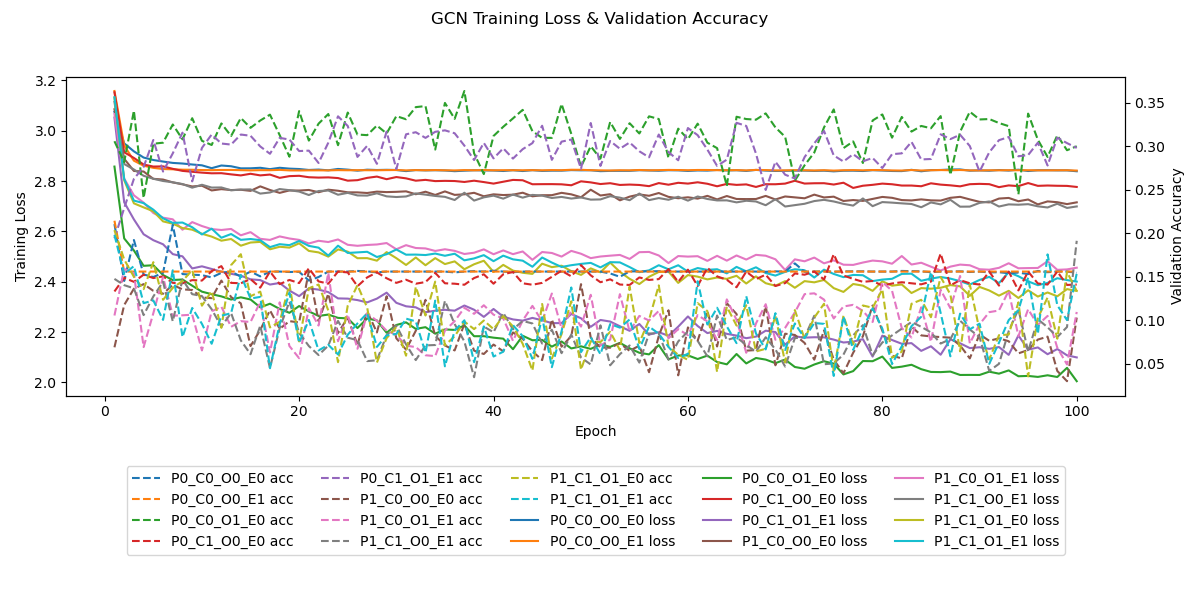 GCN Training Loss & Validation Accuracy
3.2
3.0
2.8
2.6
2.4
2.2
2.0
Training Loss
0.35
0.30
0.25
0.20
0.15
0.10
0.05
Validation Accuracy
0 20 40 60 80 100
Epoch
P0_C0_O0_E0 acc P0_C1_O1_E1 acc P1_C1_O1_E0 acc P0_C0_O1_E0 loss P1_C0_O1_E1 loss
P0_C0_O0_E1 acc P1_C0_O0_E0 acc P1_C1_O1_E1 acc P0_C1_O0_E0 loss P1_C1_O0_E1 loss
P0_C0_O1_E0 acc P1_C0_O1_E1 acc P0_C0_O0_E0 loss P0_C1_O1_E1 loss P1_C1_O1_E0 loss
P0_C1_O0_E0 acc P1_C1_O0_E1 acc P0_C0_O0_E1 loss P1_C0_O0_E0 loss P1_C1_O1_E1 loss